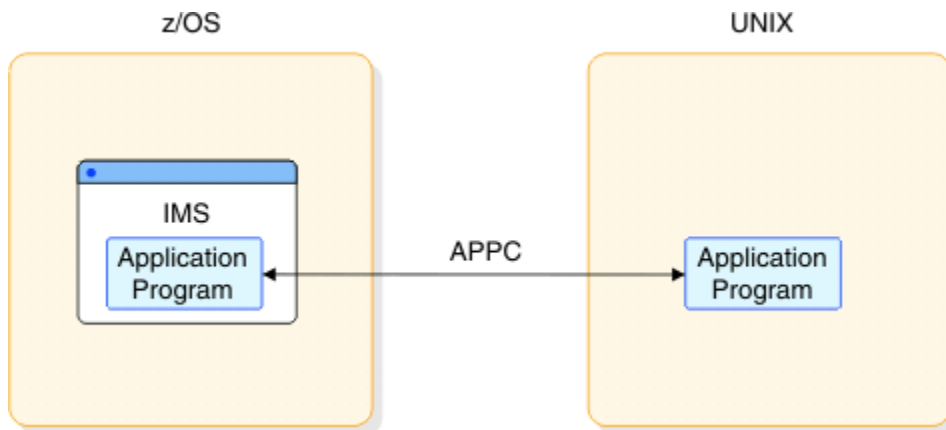 z/OS
UNIX
IMS
Application
Program
APPC
Application
Program